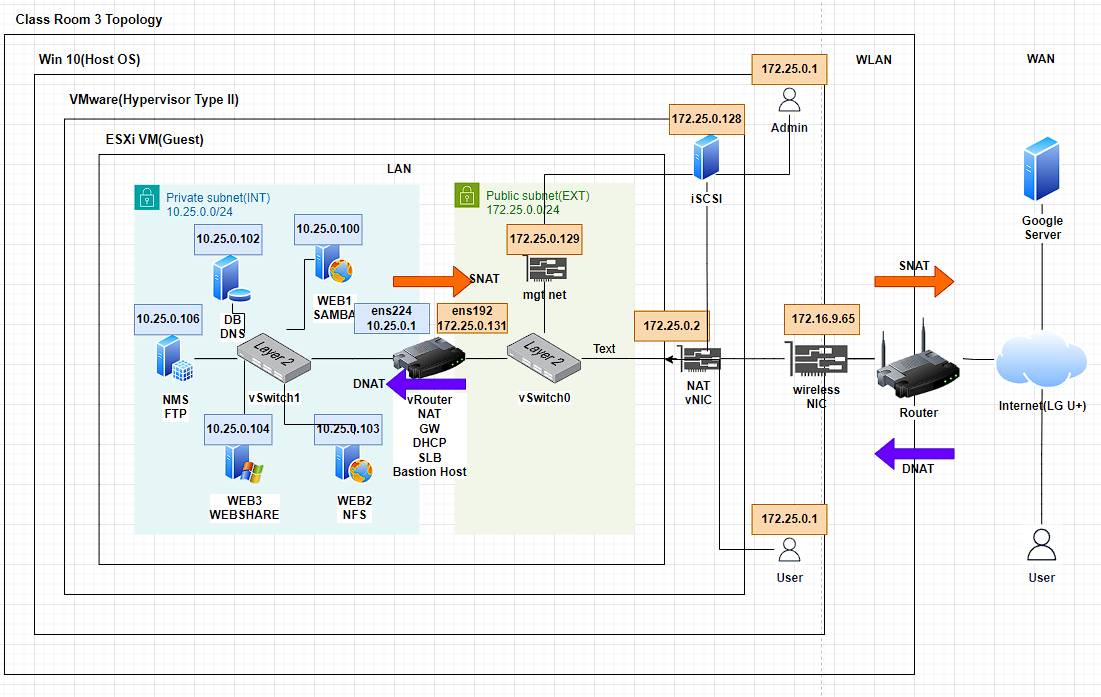 Class Room 3 Topology
Win 10(Host OS)
WLAN
WAN
172.25.0.1
Admin
VMware(Hypervisor Type II)
172.25.0.128
iSCSI
ESXi VM(Guest)
LAN
Private subnet(INT)
10.25.0.0/24
Public subnet(EXT)
172.25.0.0/24
10.25.0.102
DB
DNS
10.25.0.100
WEB1
SAMBA
SNAT
172.25.0.129
mgt net
10.25.0.106
NMS
FTP
Layer 2
vSwitch1
ens224
10.25.0.1
ens192
172.25.0.131
DNAT
vRouter
NAT
GW
DHCP
SLB
Bastion Host
Layer 2
vSwitch0
Text
172.25.0.2
NAT
vNIC
172.16.9.65
wireless
NIC
SNAT
Router
DNAT
Google
Server
Internet(LG U+)
User
10.25.0.104
WEB3
WEBSHARE
10.25.0.103
WEB2
NFS
172.25.0.1
User